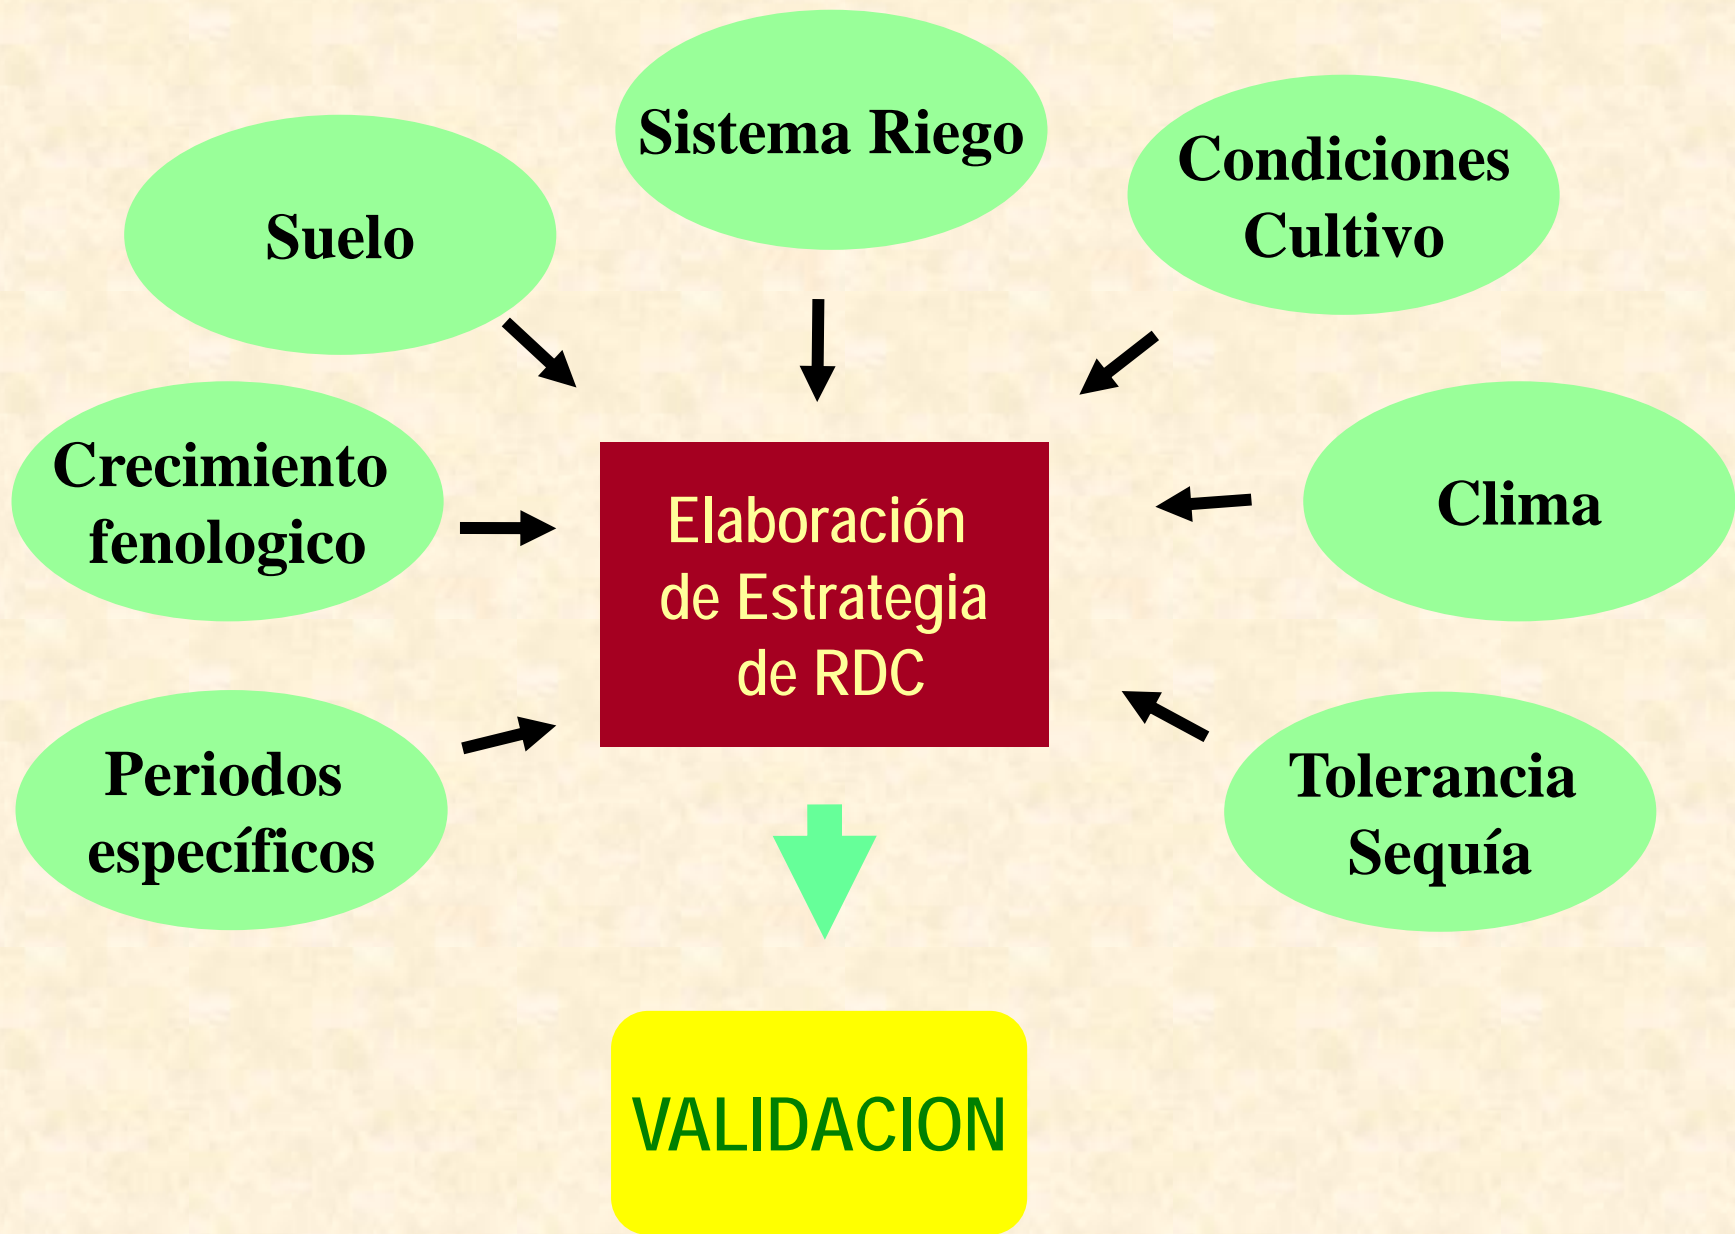 Sistema Riego
Condiciones
Cultivo
Suelo
Crecimiento
fenologico
Clima
Elaboración
de Estrategia
de RDC
Periodos
específicos
Tolerancia
Sequía
VALIDACION